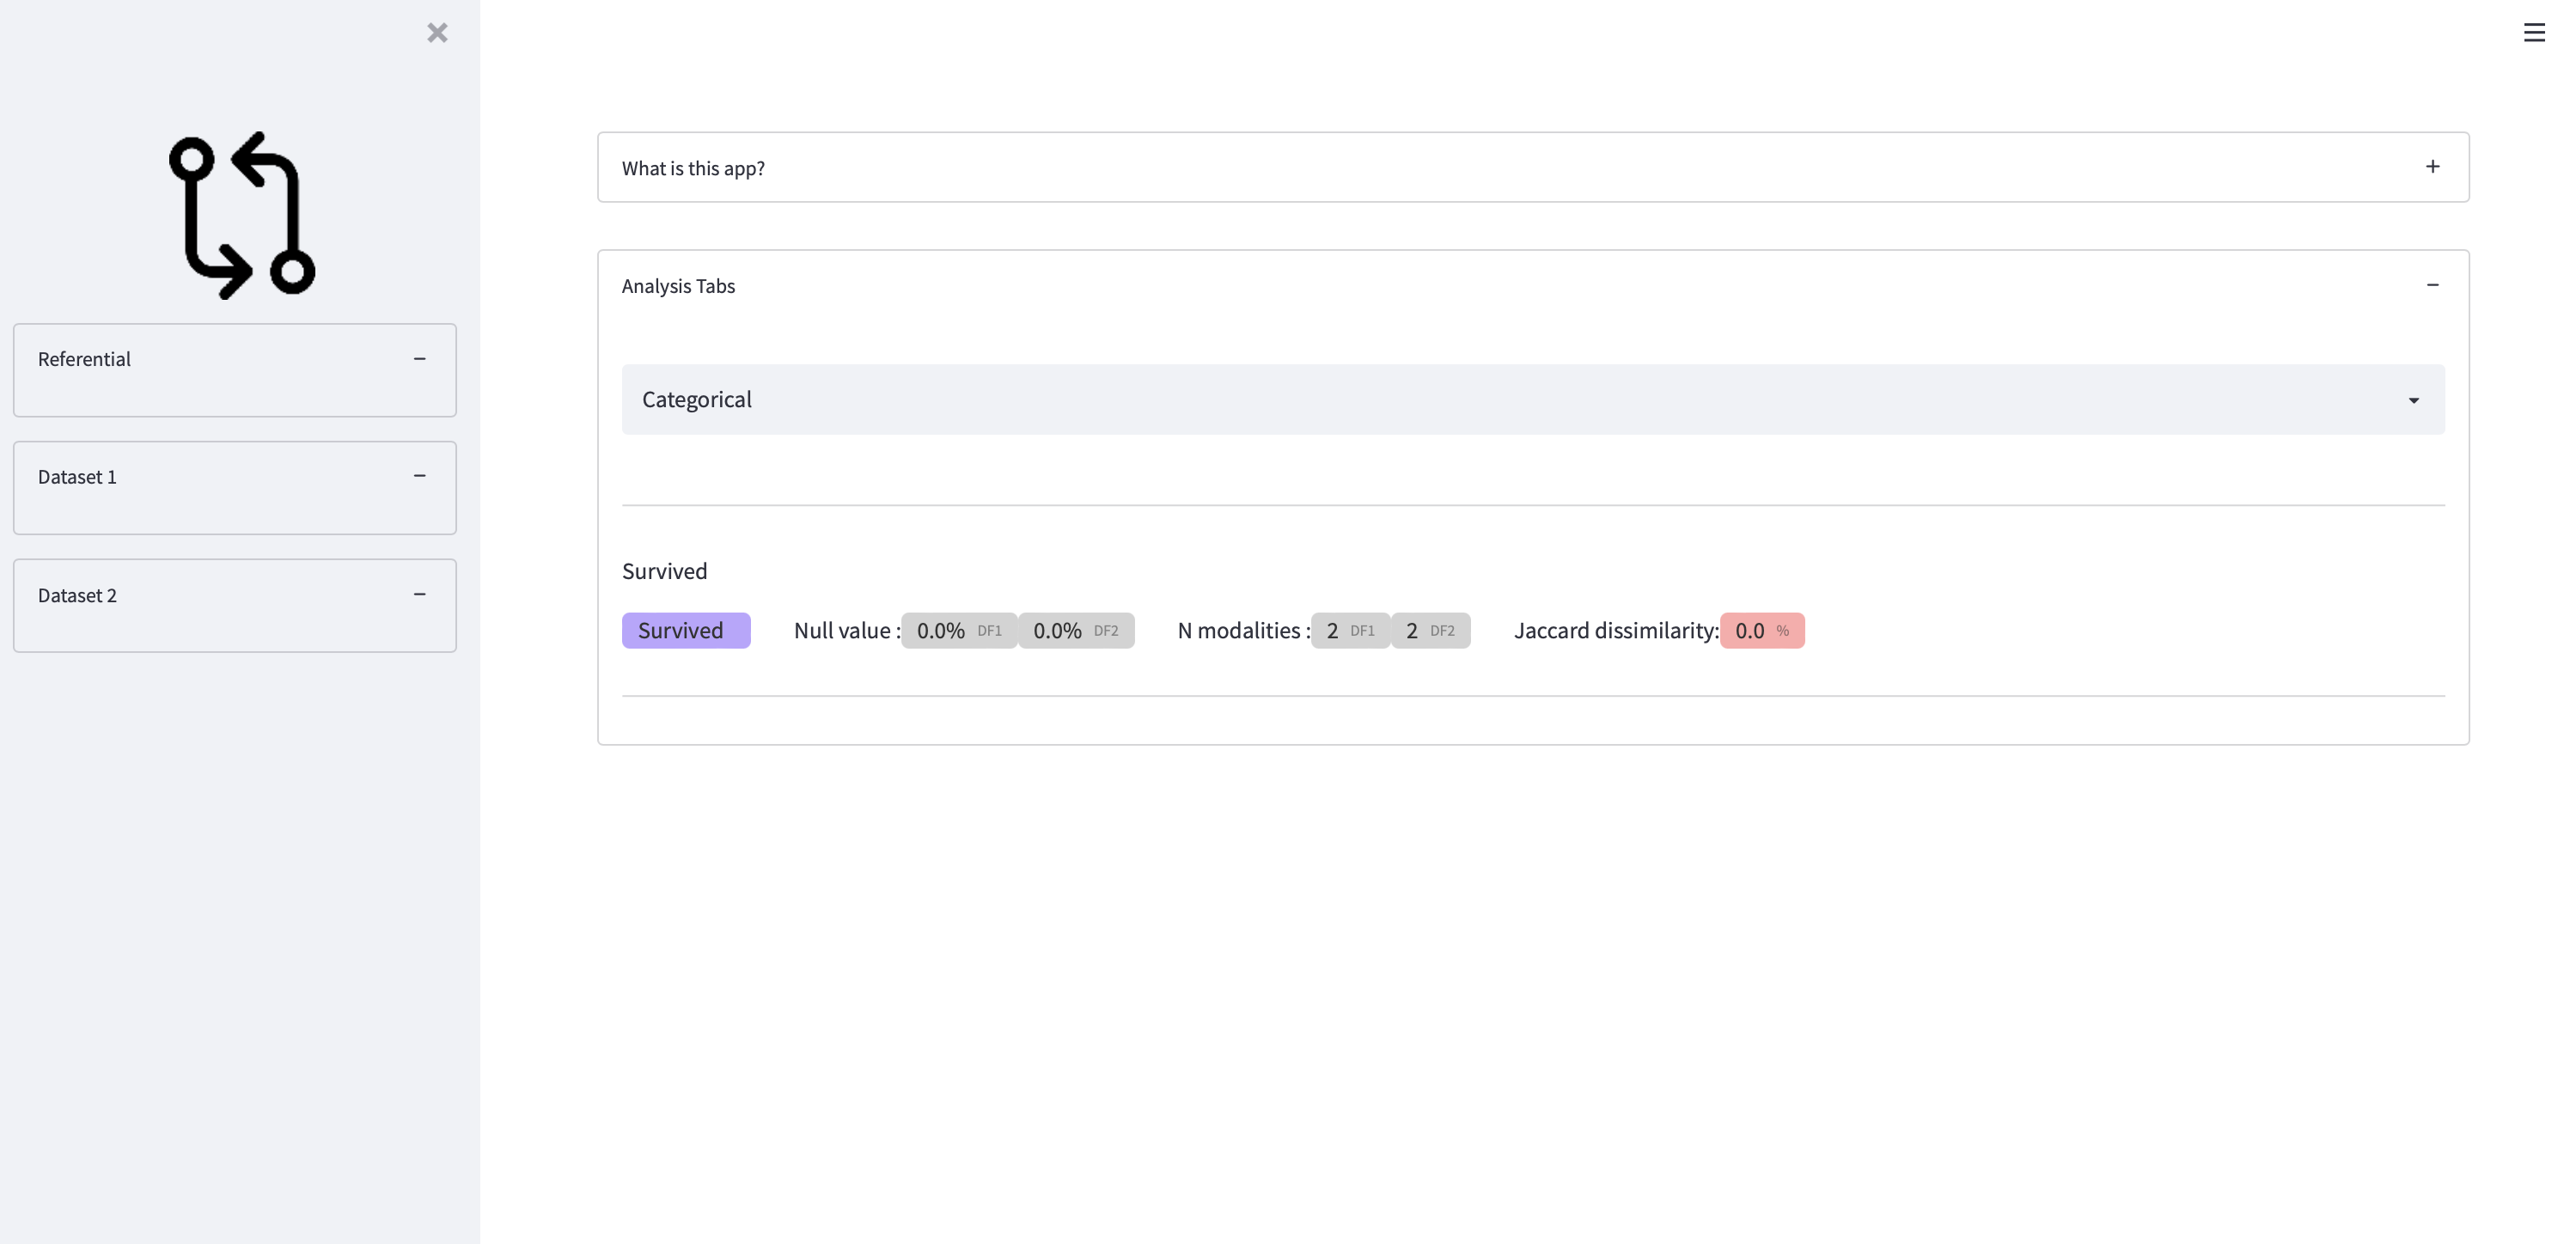 Referential
Dataset 1
Dataset 2
What is this app?
Analysis Tabs
Categorical
Survived
Survived Null value : 0.0% DF1 0.0% DF2 N modalities : 2 DF1 2 DF2 Jaccard dissimilarity: 0.0 %